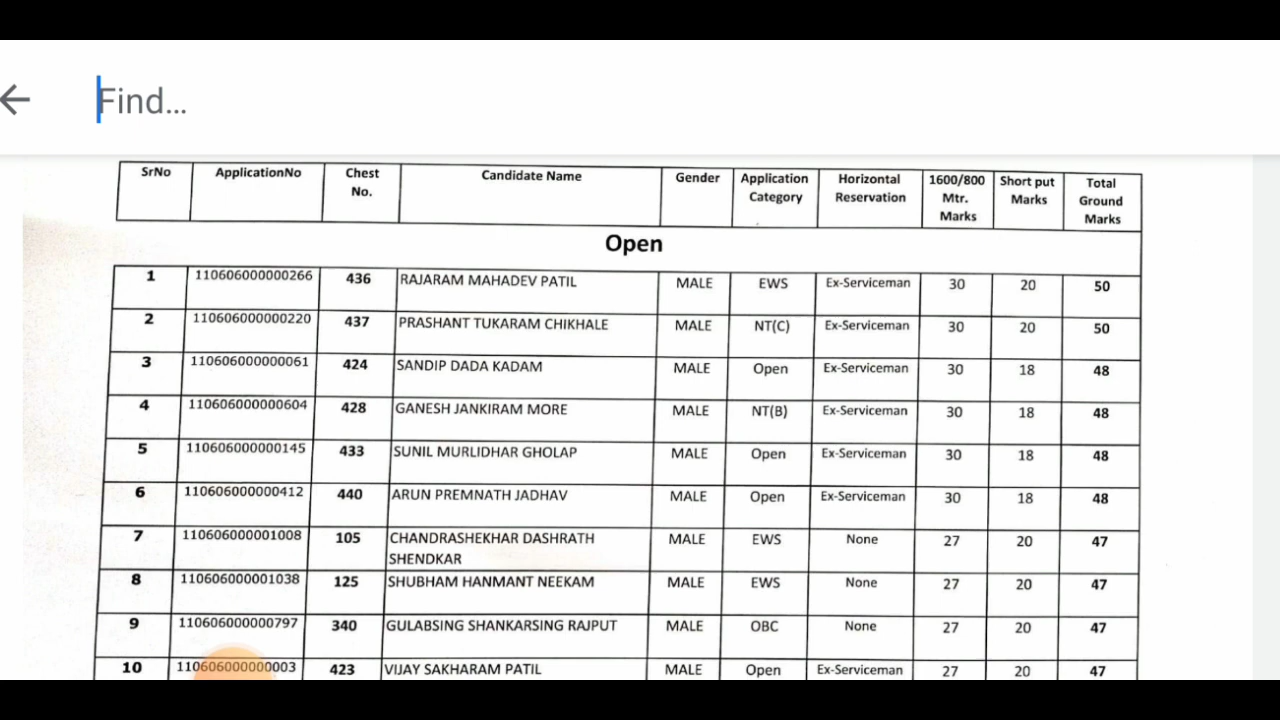 Find...
SrNo ApplicationNo Chest No. Candidate Name Gender Application Category Horizontal Reservation 1600/800 Mtr. Marks Short put Marks Total Ground Marks
Open
1 110606000000266 436 RAJARAM MAHADEV PATIL MALE EWS Ex-Serviceman 30 20 50
2 110606000000220 437 PRASHANT TUKARAM CHIKHALE MALE NT(C) Ex-Serviceman 30 20 50
3 110606000000061 424 SANDIP DADA KADAM MALE Open Ex-Serviceman 30 18 48
4 110606000000604 428 GANESH JANKIRAM MORE MALE NT(B) Ex-Serviceman 30 18 48
5 110606000000145 433 SUNIL MURLIDHAR GHOLAP MALE Open Ex-Serviceman 30 18 48
6 110606000000412 440 ARUN PREMNATH JADHAV MALE Open Ex-Serviceman 30 18 48
7 110606000001008 105 CHANDRASHEKHAR DASHRATH SHENDKAR MALE EWS None 27 20 47
8 110606000001038 125 SHUBHAM HANMANT NEEKAM MALE EWS None 27 20 47
9 110606000000797 340 GULABSING SHANKARSING RAJPUT MALE OBC None 27 20 47
10 110606000000003 423 VIJAY SAKHARAM PATIL MALE Open Ex-Serviceman 27 20 47